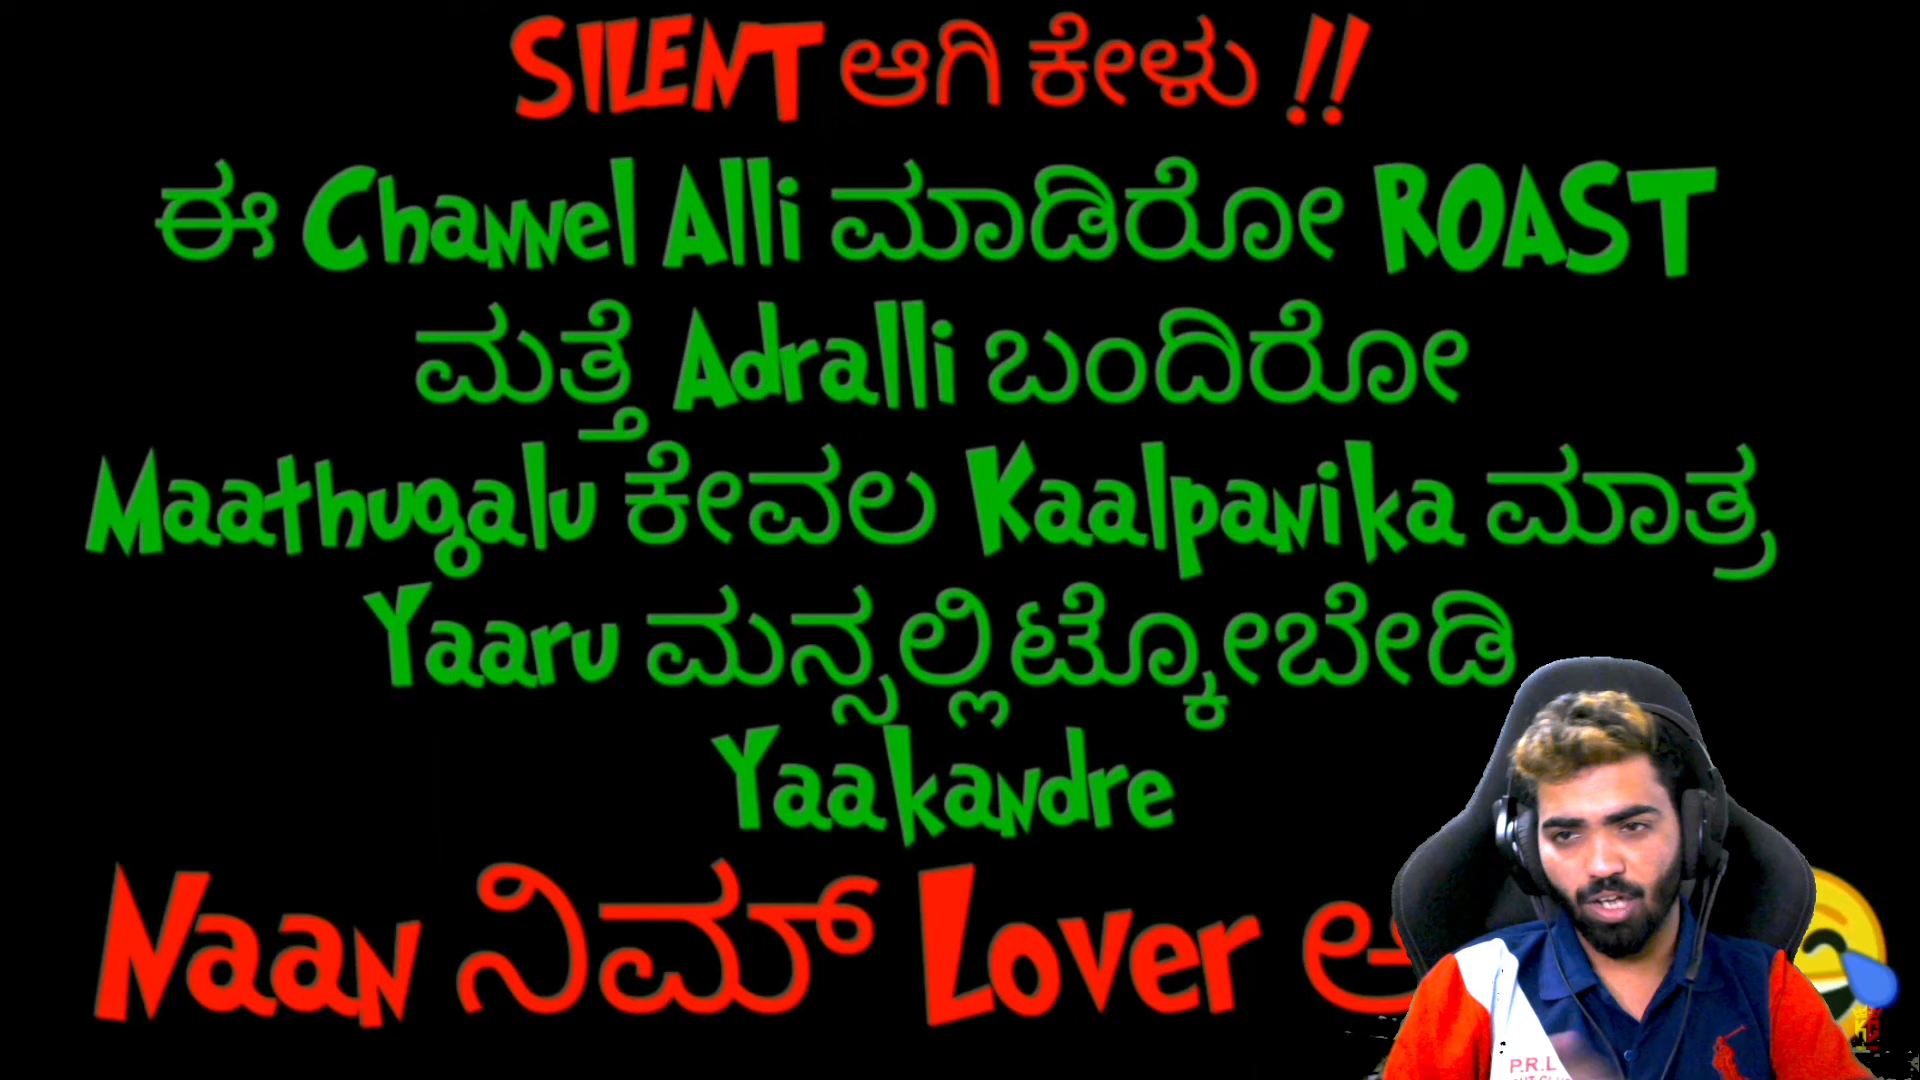 SILENT ಆಗಿ ಕೇಳು !!
ಈ Channel Alli ಮಾಡಿರೋ ROAST
ಮತ್ತೆ Adralli ಬಂದಿರೋ
Maathugalu ಕೇವಲ Kaalpanika ಮಾತ್ರ
Yaaru ಮನ್ಸಲ್ಲಿಟ್ಕೋಬೇಡಿ
Yaakandre
Naan ನಿಮ್ Lover
P.R.L